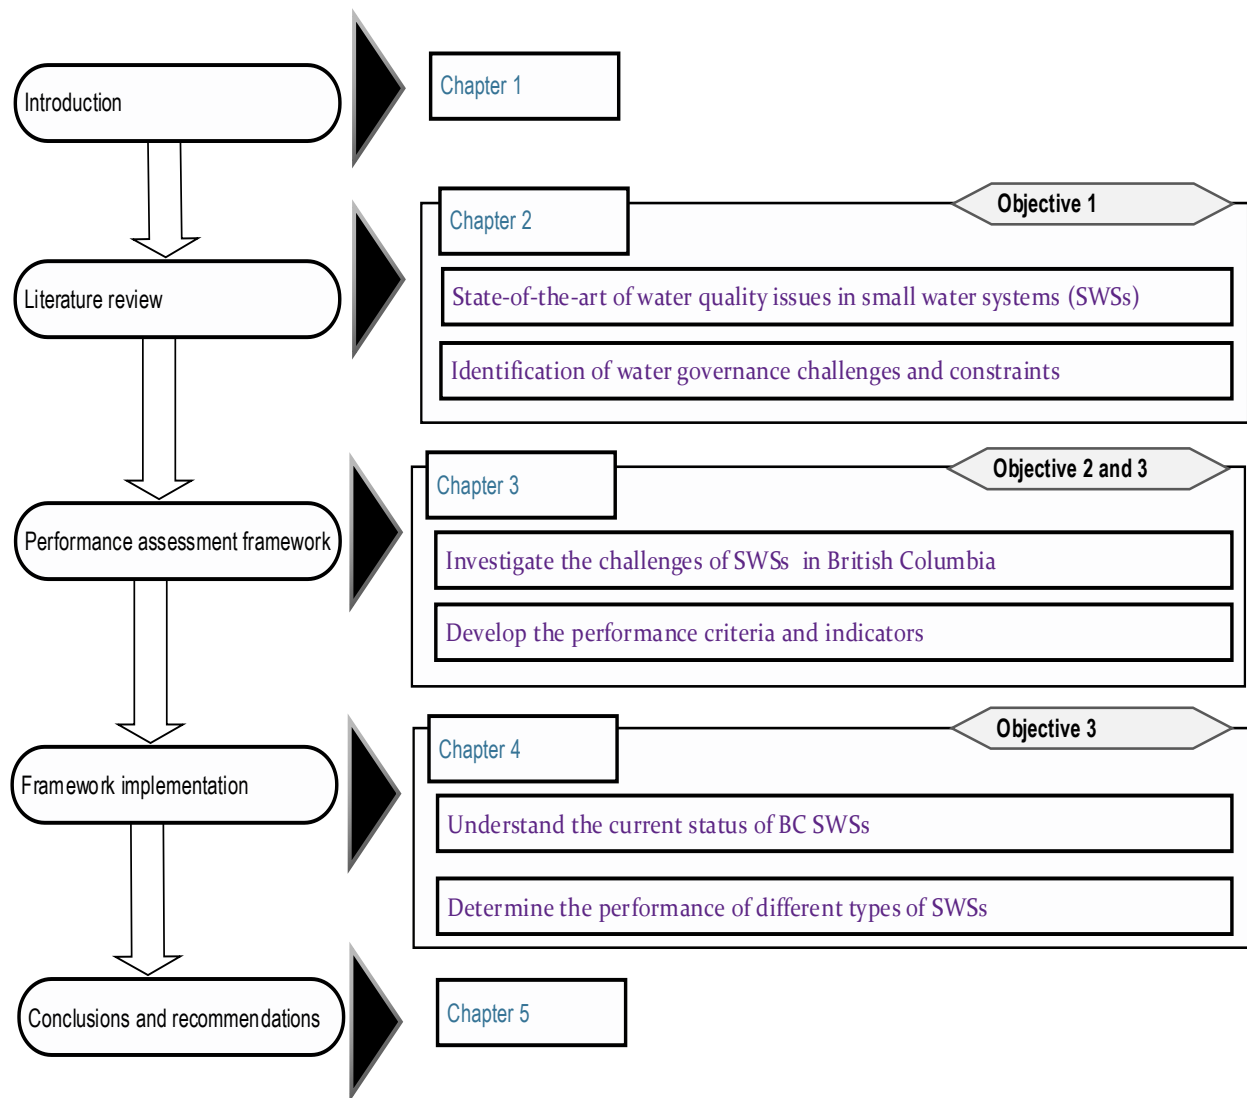 Introduction
Chapter 1
Objective 1
Chapter 2
Literature review
State-of-the-art of water quality issues in small water systems (SWSs)
Identification of water governance challenges and constraints
Objective 2 and 3
Chapter 3
Performance assessment framework
Investigate the challenges of SWSs in British Columbia
Develop the performance criteria and indicators
Objective 3
Chapter 4
Framework implementation
Understand the current status of BC SWSs
Determine the performance of different types of SWSs
Conclusions and recommendations
Chapter 5